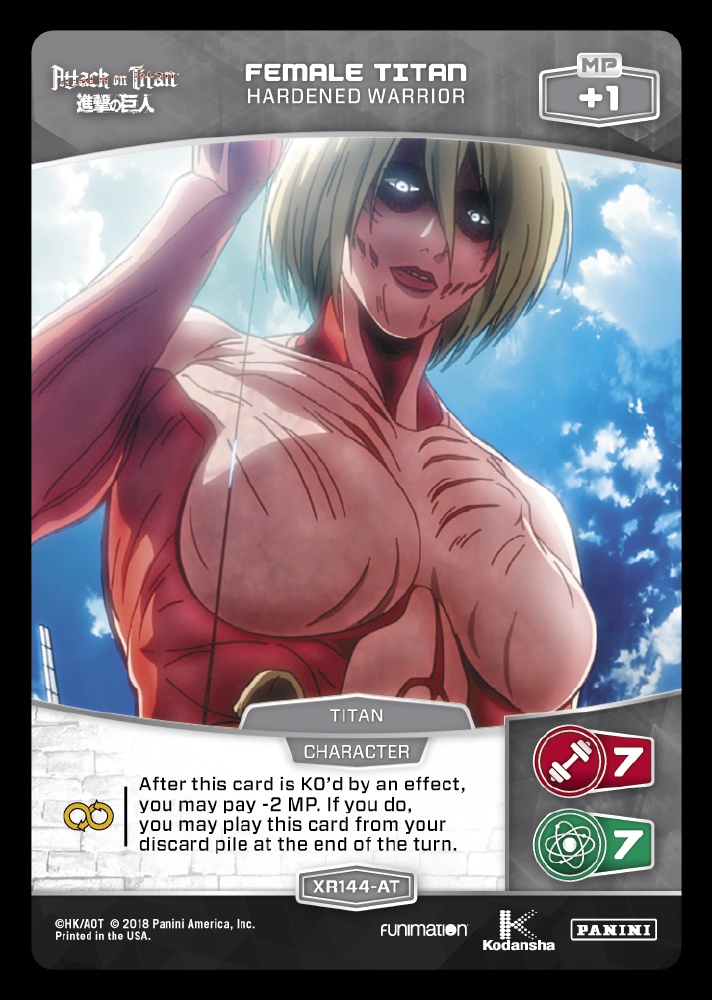 Attack on Titan
進撃の巨人
FEMALE TITAN
HARDENED WARRIOR
MP
+1
TITAN
CHARACTER
After this card is KO'd by an effect,
you may pay -2 MP. If you do,
you may play this card from your
discard pile at the end of the turn.
7
7
XR144-AT
©HK/AOT © 2018 Panini America, Inc.
Printed in the USA.
FUNIMATION
K
Kodansha
PANINI